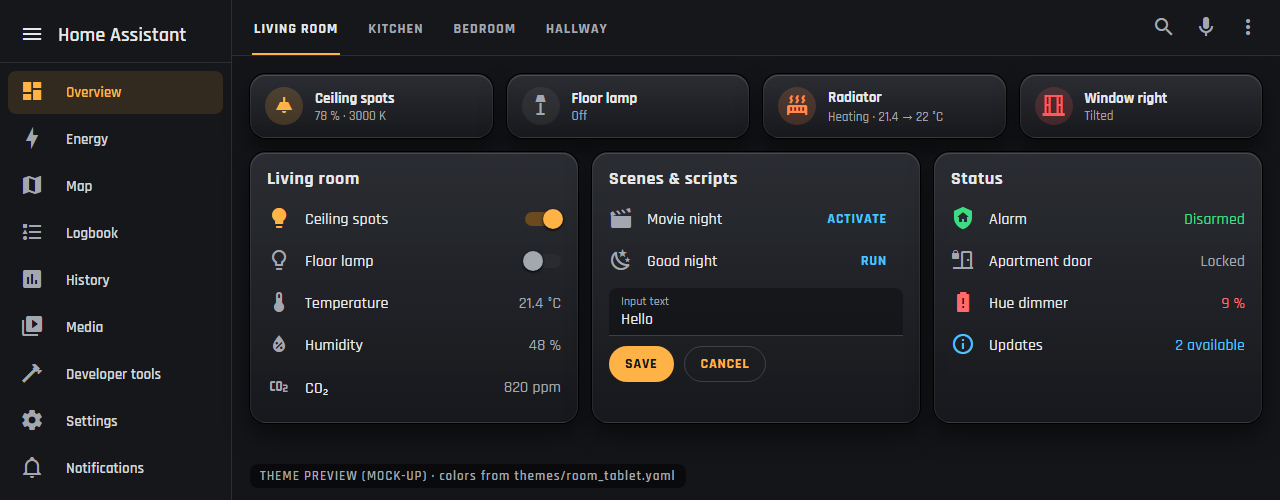 Home Assistant
LIVING ROOM KITCHEN BEDROOM HALLWAY
Overview
Energy
Map
Logbook
History
Media
Developer tools
Settings
Notifications
Ceiling spots
78 % · 3000 K
Floor lamp
Off
Radiator
Heating · 21.4 → 22 °C
Window right
Tilted
Living room
Ceiling spots
Floor lamp
Temperature 21.4 °C
Humidity 48 %
CO₂ CO₂ 820 ppm
Scenes & scripts
Movie night ACTIVATE
Good night RUN
Input text
Hello
SAVE CANCEL
Status
Alarm Disarmed
Apartment door Locked
Hue dimmer 9 %
Updates 2 available
THEME PREVIEW (MOCK-UP) · colors from themes/room_tablet.yaml